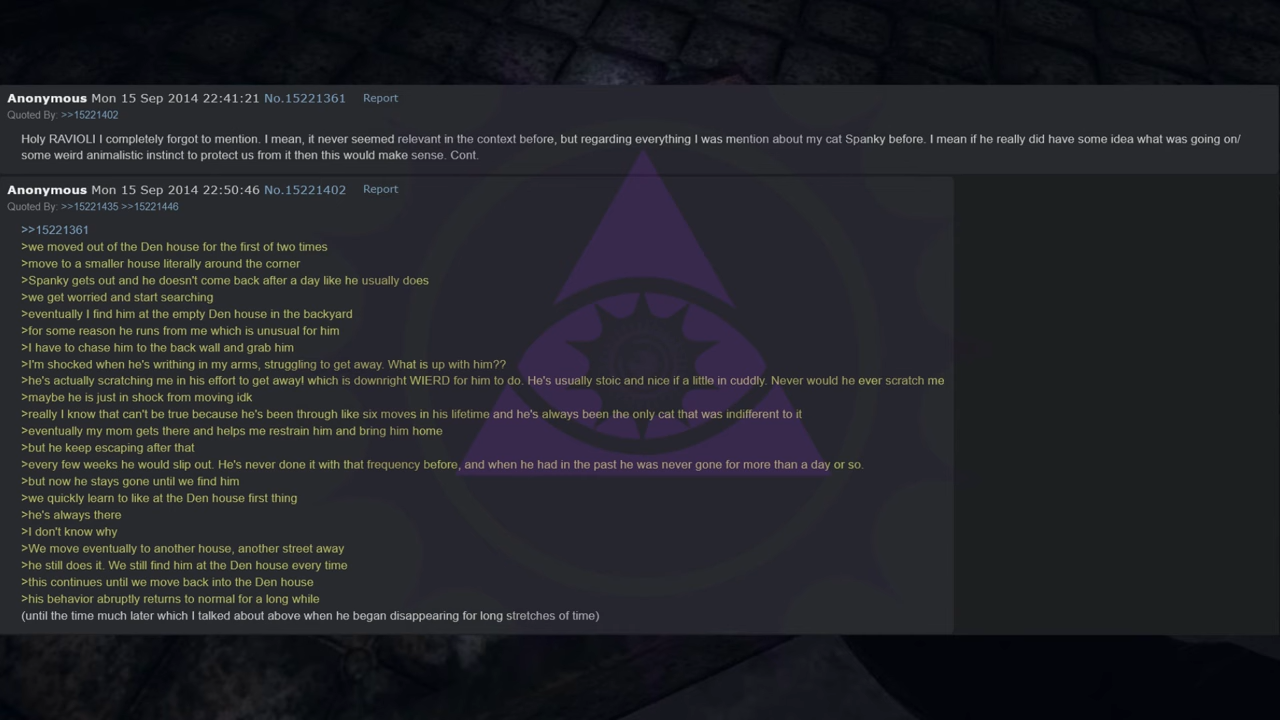 Anonymous Mon 15 Sep 2014 22:41:21 No.15221361 Report
Quoted By: >>15221402
Holy RAVIOLI I completely forgot to mention. I mean, it never seemed relevant in the context before, but regarding everything I was mention about my cat Spanky before. I mean if he really did have some idea what was going on/
some weird animalistic instinct to protect us from it then this would make sense. Cont.
Anonymous Mon 15 Sep 2014 22:50:46 No.15221402 Report
Quoted By: >>15221435 >>15221446
>>15221361
>we moved out of the Den house for the first of two times
>move to a smaller house literally around the corner
>Spanky gets out and he doesn't come back after a day like he usually does
>we get worried and start searching
>eventually I find him at the empty Den house in the backyard
>for some reason he runs from me which is unusual for him
>I have to chase him to the back wall and grab him
>I'm shocked when he's writhing in my arms, struggling to get away. What is up with him??
>he's actually scratching me in his effort to get away! which is downright WIERD for him to do. He's usually stoic and nice if a little in cuddly. Never would he ever scratch me
>maybe he is just in shock from moving idk
>really I know that can't be true because he's been through like six moves in his lifetime and he's always been the only cat that was indifferent to it
>eventually my mom gets there and helps me restrain him and bring him home
>but he keep escaping after that
>every few weeks he would slip out. He's never done it with that frequency before, and when he had in the past he was never gone for more than a day or so.
>but now he stays gone until we find him
>we quickly learn to like at the Den house first thing
>he's always there
>I don't know why
>We move eventually to another house, another street away
>he still does it. We still find him at the Den house every time
>this continues until we move back into the Den house
>his behavior abruptly returns to normal for a long while
(until the time much later which I talked about above when he began disappearing for long stretches of time)